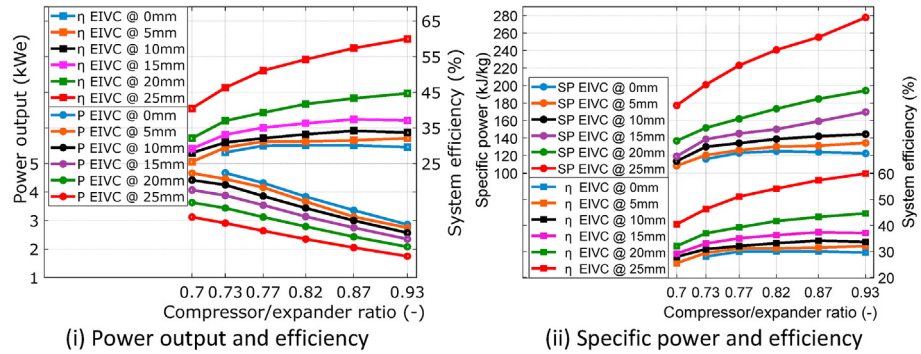 (i)
Power output (kWe)
5
4
3
2
1
η EIVC @ 0mm
η EIVC @ 5mm
η EIVC @ 10mm
η EIVC @ 15mm
η EIVC @ 20mm
η EIVC @ 25mm
P EIVC @ 0mm
P EIVC @ 5mm
P EIVC @ 10mm
P EIVC @ 15mm
P EIVC @ 20mm
P EIVC @ 25mm
65
55
45
35
25
System efficiency (%)
0.7 0.73 0.77 0.82 0.87 0.93
Compressor/expander ratio (-)
(i) Power output and efficiency
(ii)
Specific power (kJ/kg)
280
260
240
220
200
180
160
140
120
100
SP EIVC @ 0mm
SP EIVC @ 5mm
SP EIVC @ 10mm
SP EIVC @ 15mm
SP EIVC @ 20mm
SP EIVC @ 25mm
η EIVC @ 0mm
η EIVC @ 5mm
η EIVC @ 10mm
η EIVC @ 15mm
η EIVC @ 20mm
η EIVC @ 25mm
60
50
40
30
20
System efficiency (%)
0.7 0.73 0.77 0.82 0.87 0.93
Compressor/expander ratio (-)
(ii) Specific power and efficiency